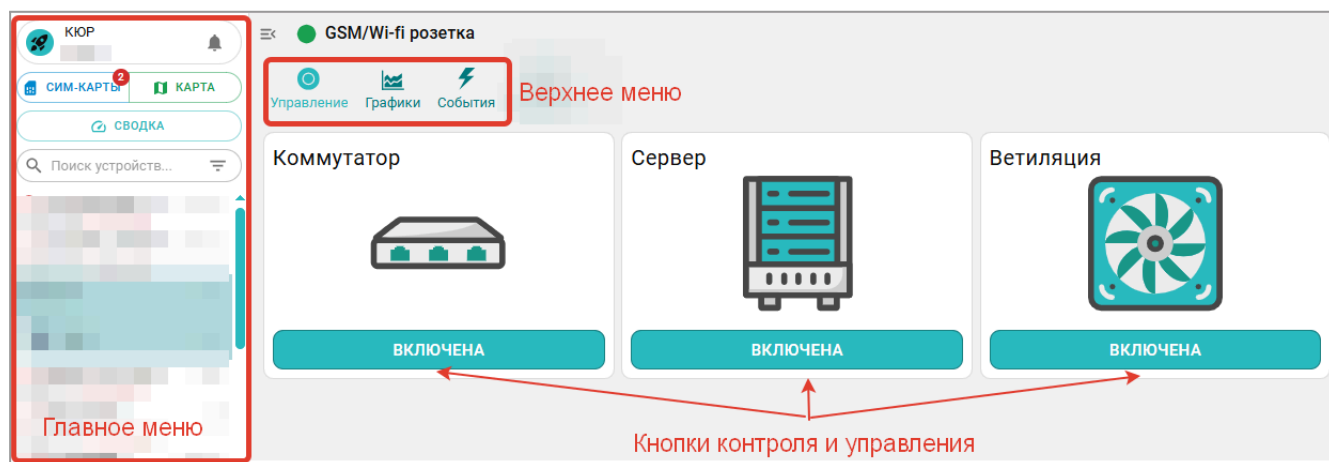 КЮР
СИМ-КАРТЫ
2
КАРТА
СВОДКА
Поиск устройств...
Главное меню
GSM/Wi-fi розетка
Управление Графики События
Верхнее меню
Коммутатор
ВКЛЮЧЕНА
Сервер
ВКЛЮЧЕНА
Ветиляция
ВКЛЮЧЕНА
Кнопки контроля и управления